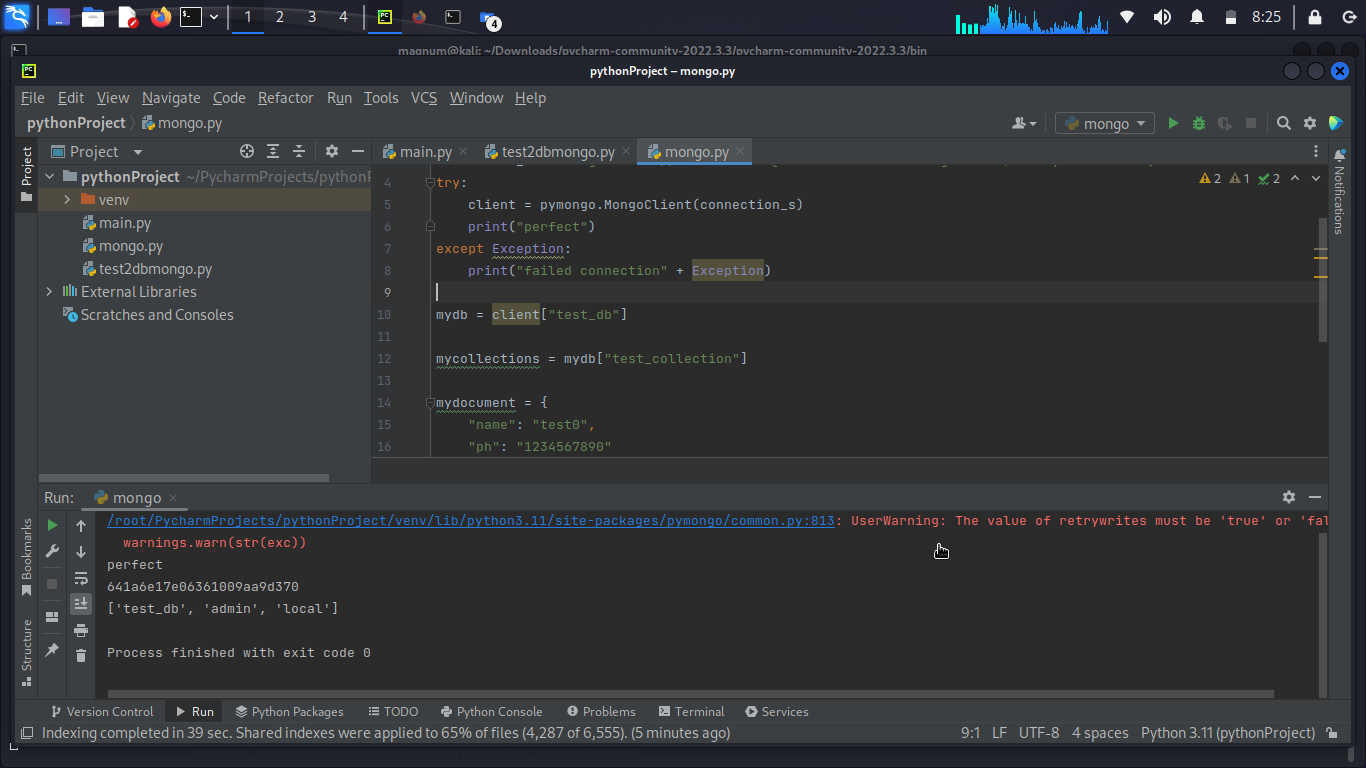 1 2 3 4
4
8:25
magnum@kali: ~/Downloads/pycharm-community-2022.3.3/pycharm-community-2022.3.3/bin
pythonProject – mongo.py
File Edit View Navigate Code Refactor Run Tools VCS Window Help
pythonProject mongo.py
mongo
Project
Project
main.py
test2dbmongo.py
mongo.py
pythonProject ~/PycharmProjects/pythonP
venv
main.py
mongo.py
test2dbmongo.py
External Libraries
Scratches and Consoles
2 1 2
4 try:
5 client = pymongo.MongoClient(connection_s)
6 print("perfect")
7 except Exception:
8 print("failed connection" + Exception)
9
10 mydb = client["test_db"]
11
12 mycollections = mydb["test_collection"]
13
14 mydocument = {
15 "name": "test0",
16 "ph": "1234567890"
Notifications
Run: mongo
/root/PycharmProjects/pythonProject/venv/lib/python3.11/site-packages/pymongo/common.py:813: UserWarning: The value of retrywrites must be 'true' or 'fal
warnings.warn(str(exc))
perfect
641a6e17e06361009aa9d370
['test_db', 'admin', 'local']
Process finished with exit code 0
Bookmarks
Structure
Version Control Run Python Packages TODO Python Console Problems Terminal Services
Indexing completed in 39 sec. Shared indexes were applied to 65% of files (4,287 of 6,555). (5 minutes ago) 9:1 LF UTF-8 4 spaces Python 3.11 (pythonProject)